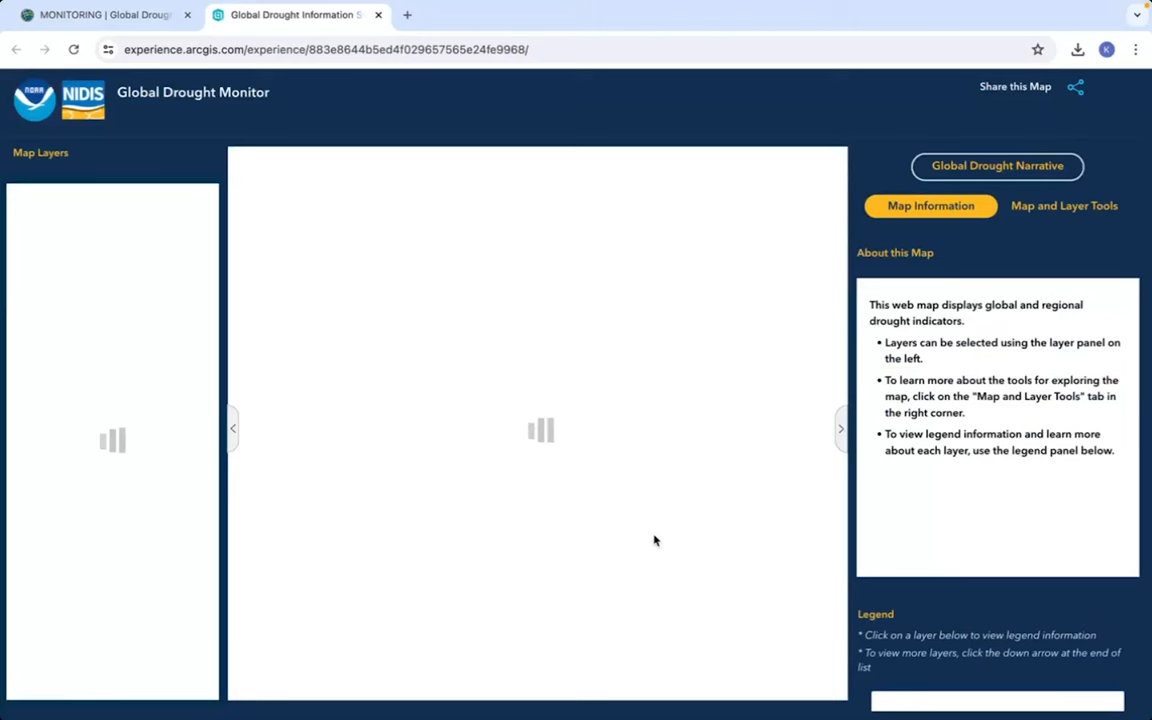 MONITORING | Global Droug
Global Drought Information S
experience.arcgis.com/experience/883e8644b5ed4f029657565e24fe9968/
K
NOAA
NIDIS
Global Drought Monitor
Share this Map
Map Layers
Global Drought Narrative
Map Information
Map and Layer Tools
About this Map
This web map displays global and regional
drought indicators.
• Layers can be selected using the layer panel on
the left.
• To learn more about the tools for exploring the
map, click on the "Map and Layer Tools" tab in
the right corner.
• To view legend information and learn more
about each layer, use the legend panel below.
Legend
* Click on a layer below to view legend information
* To view more layers, click the down arrow at the end of
list